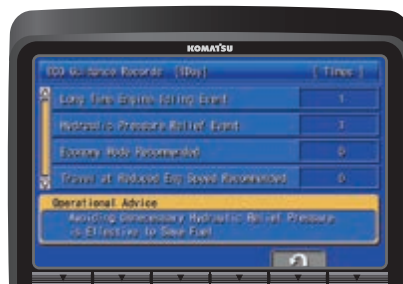 KOMATSU
ECO Guidance Records [1Day] [ Times ]
Long Time Engine Idling Event 1
Hydraulic Pressure Relief Event 3
Economy Mode Recommended 0
Travel at Reduced Eng Speed Recommended 0
Operational Advice
Avoiding Unnecessary Hydraulic Relief Pressure
is Effective to Save Fuel